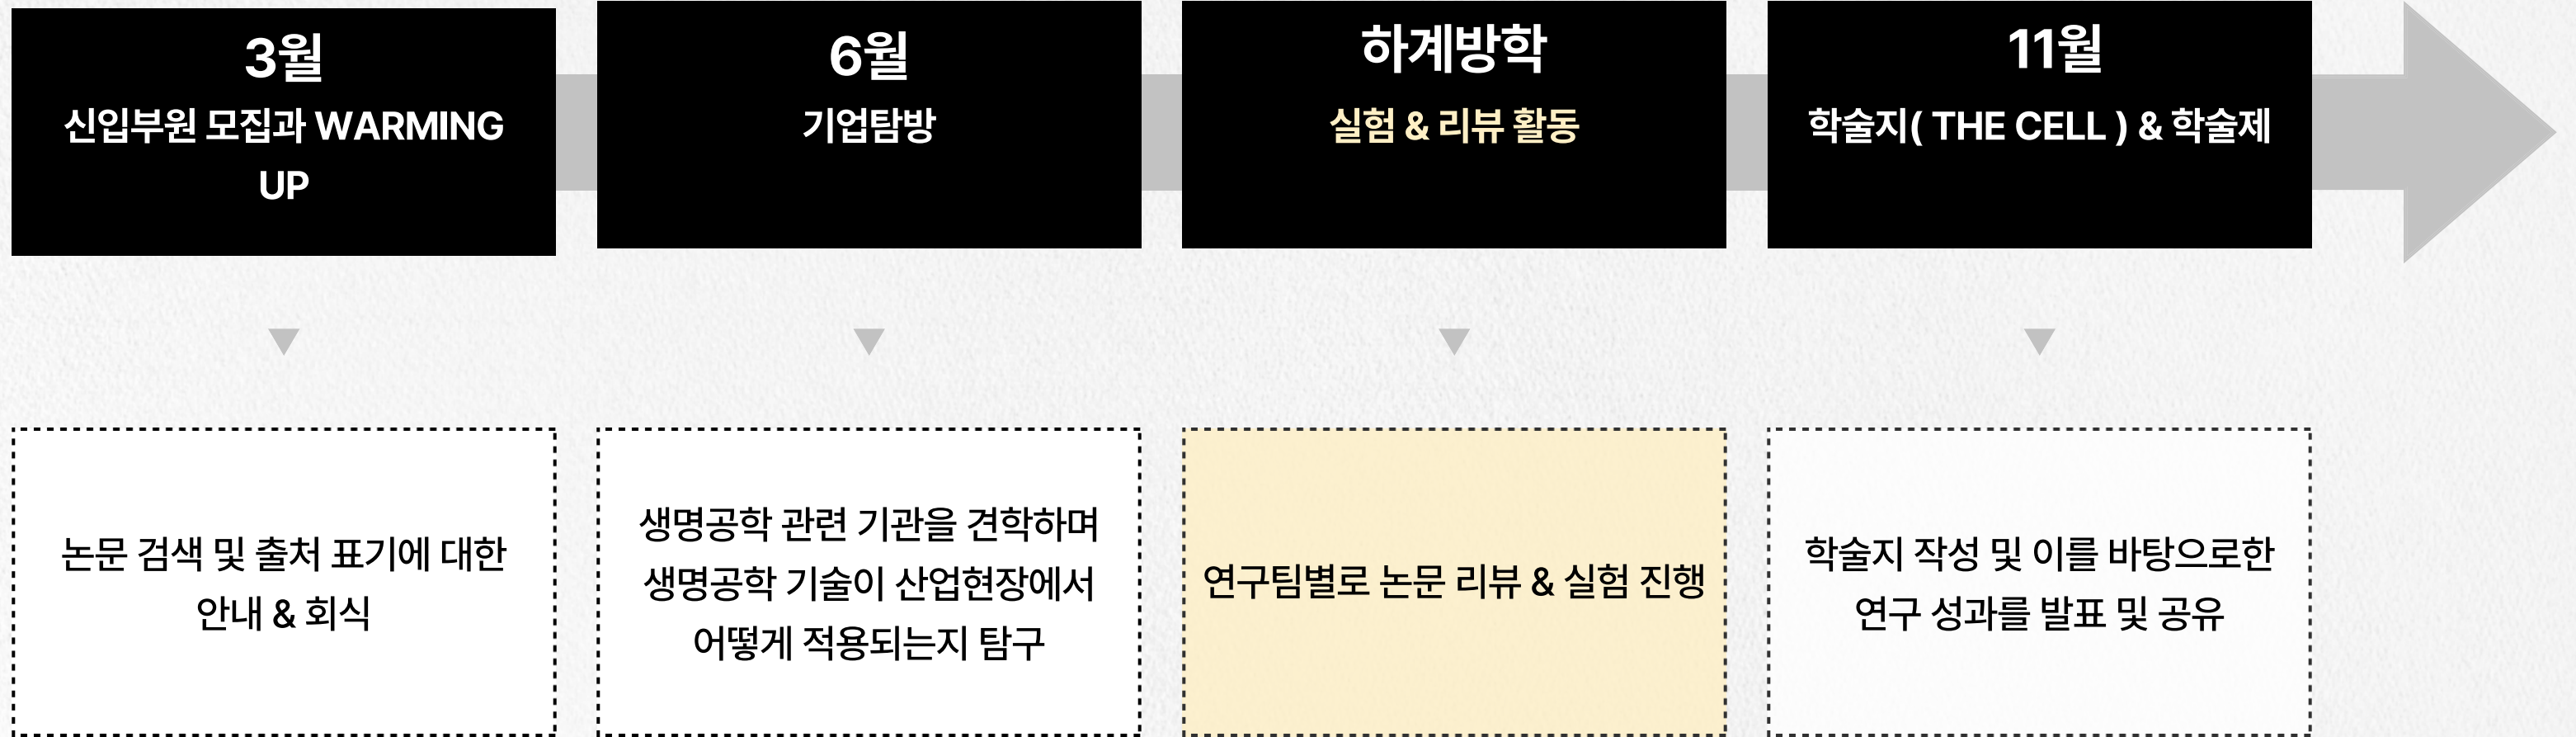 3월
신입부원 모집과 WARMING
UP
6월
기업탐방
하계방학
실험 & 리뷰 활동
11월
학술지( THE CELL ) & 학술제
논문 검색 및 출처 표기에 대한
안내 & 회식
생명공학 관련 기관을 견학하며
생명공학 기술이 산업현장에서
어떻게 적용되는지 탐구
연구팀별로 논문 리뷰 & 실험 진행
학술지 작성 및 이를 바탕으로한
연구 성과를 발표 및 공유